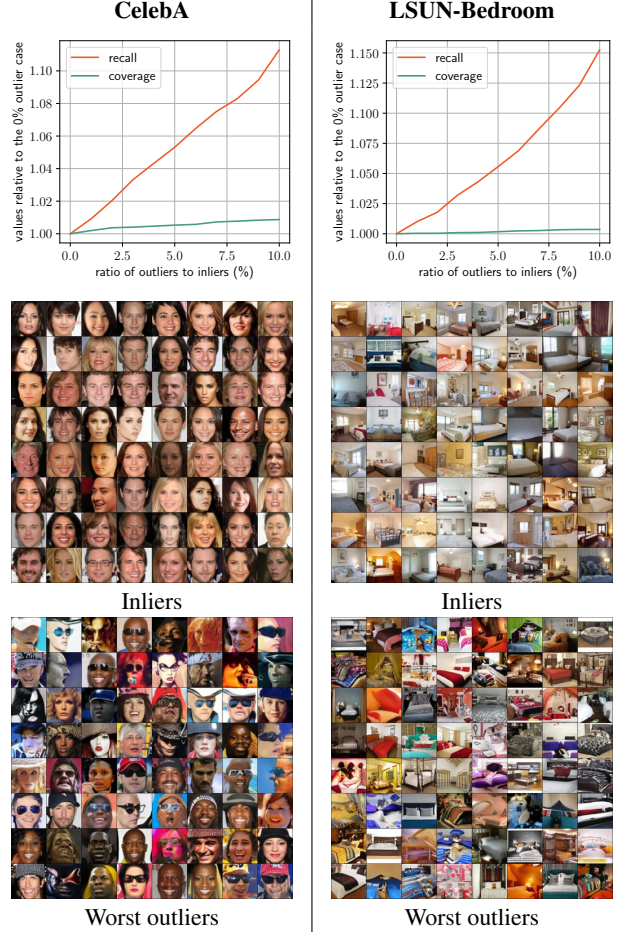 CelebA
values relative to the 0% outlier case
1.10
1.08
1.06
1.04
1.02
1.00
recall
coverage
0.0 2.5 5.0 7.5 10.0
ratio of outliers to inliers (%)
Inliers
Worst outliers
LSUN-Bedroom
values relative to the 0% outlier case
1.150
1.125
1.100
1.075
1.050
1.025
1.000
recall
coverage
0.0 2.5 5.0 7.5 10.0
ratio of outliers to inliers (%)
Inliers
Worst outliers